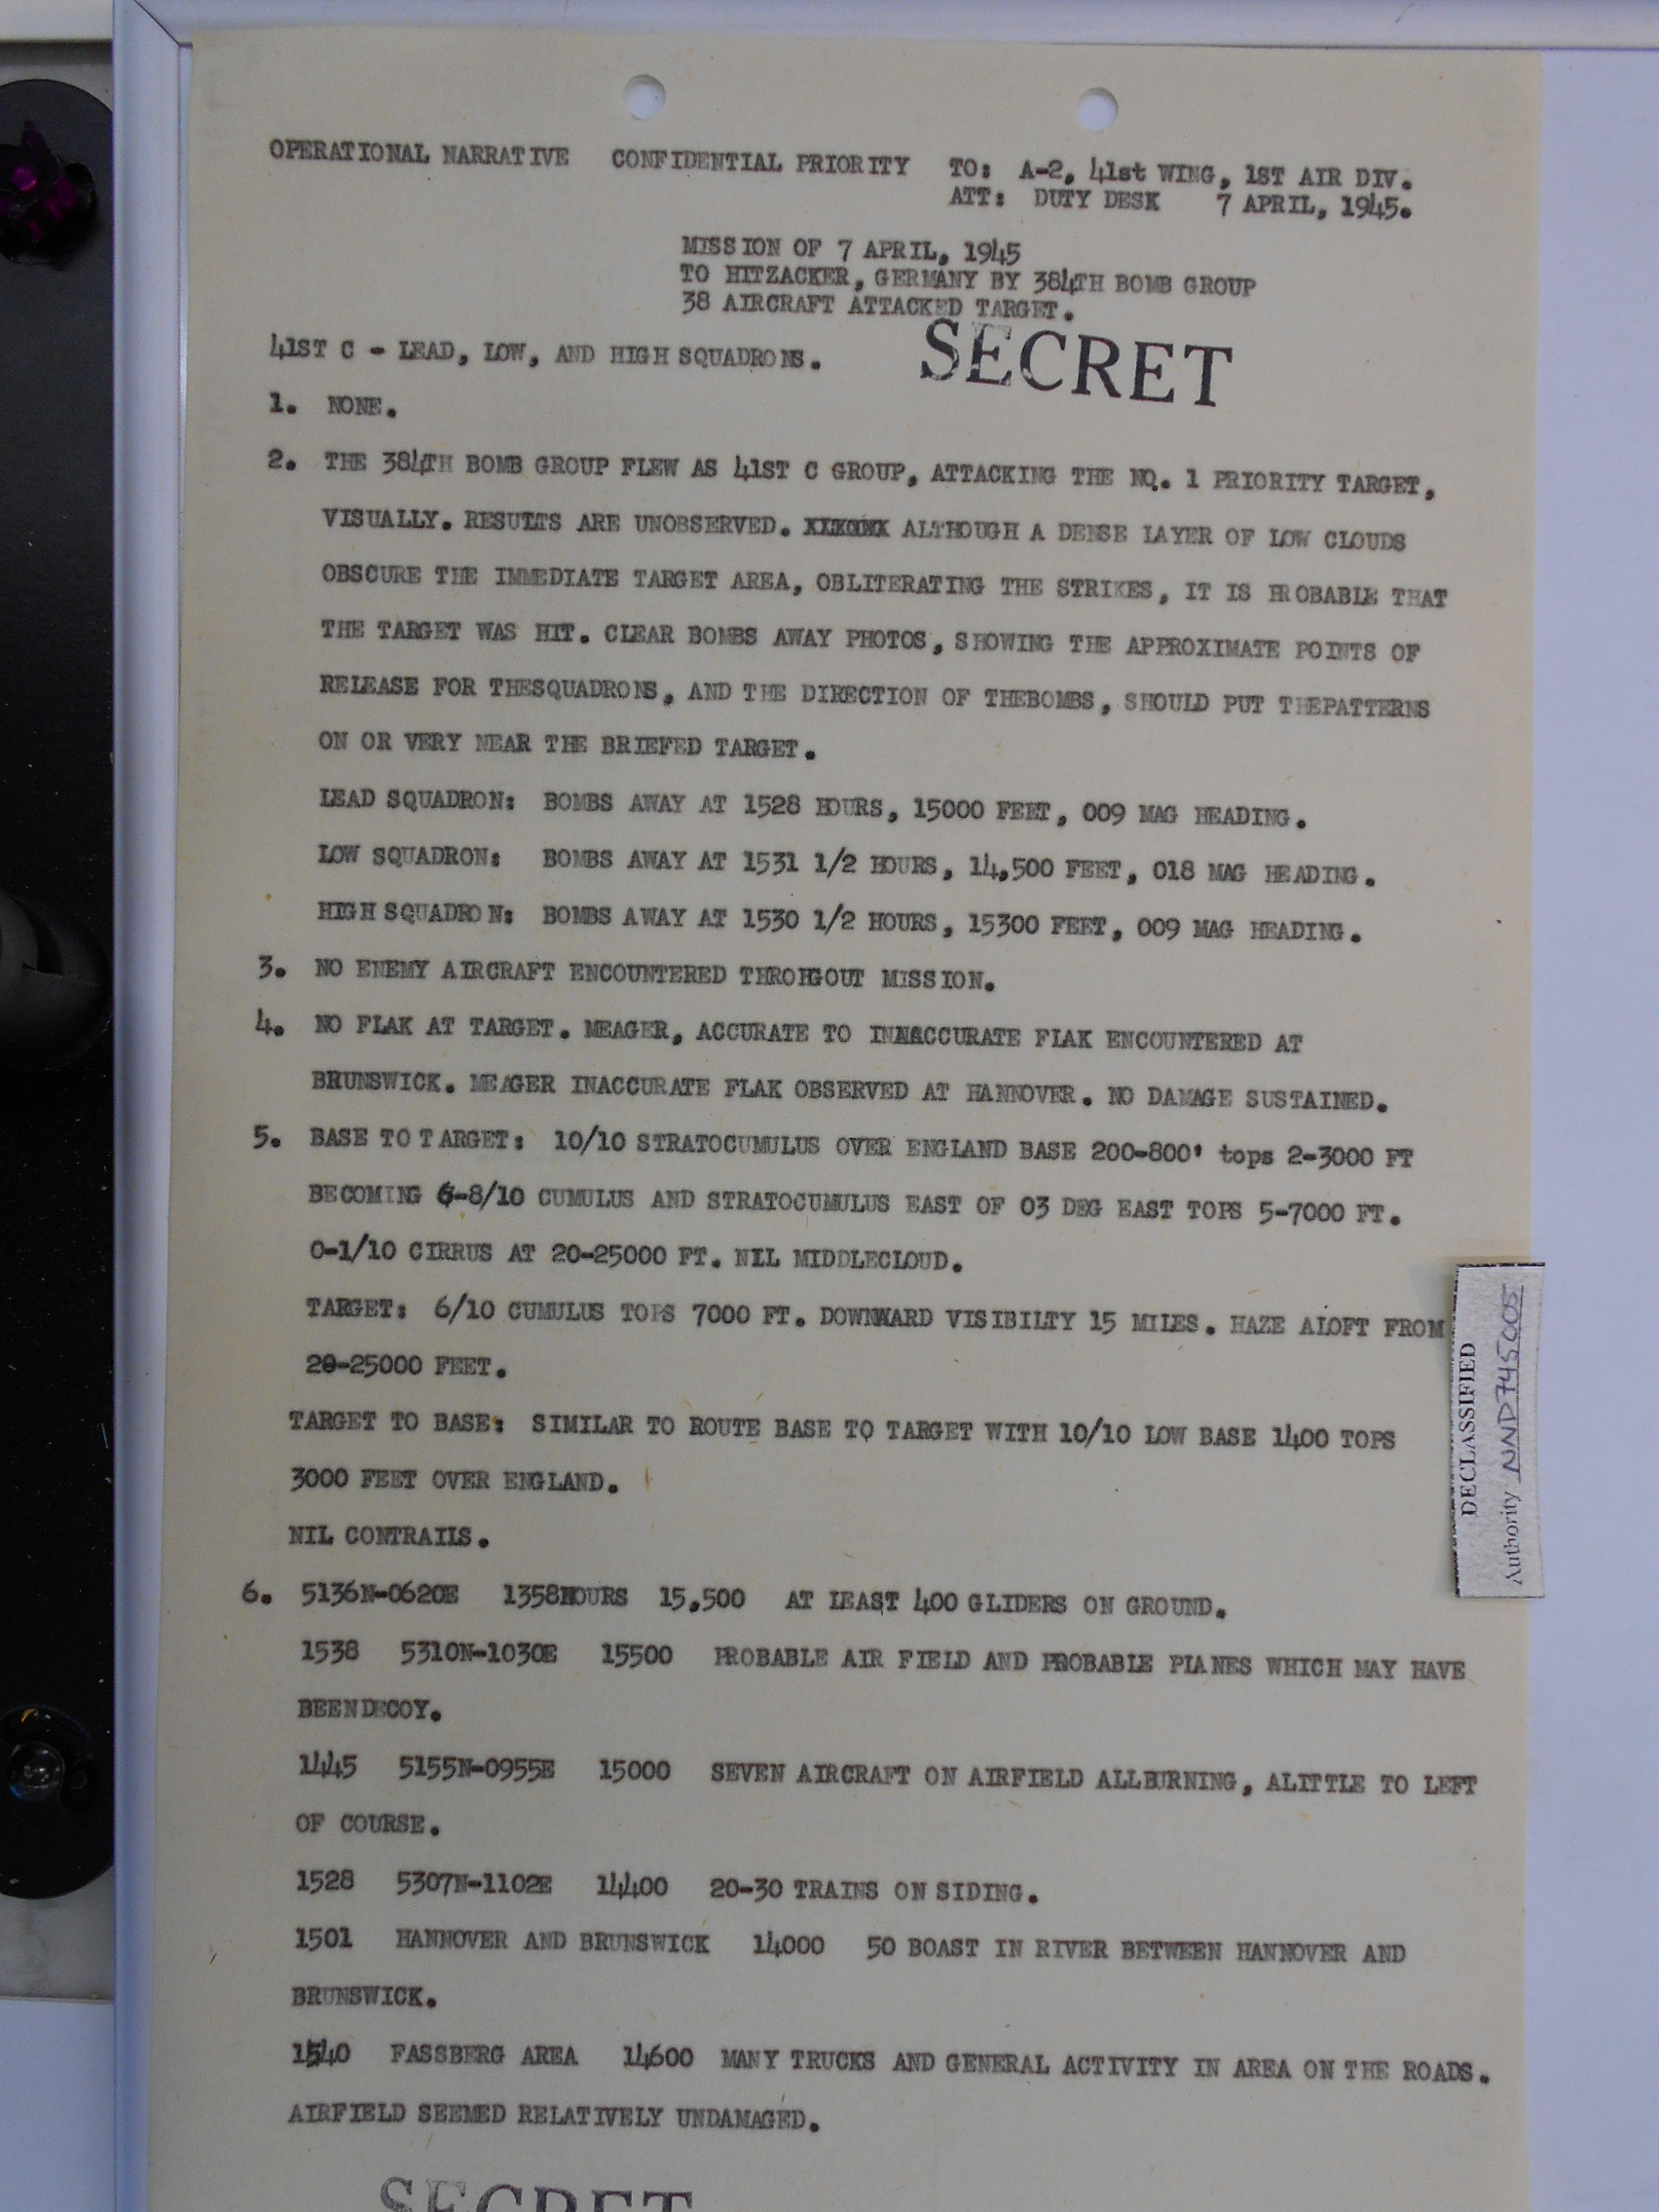 OPERATIONAL NARRATIVE CONFIDENTIAL PRIORITY TO: A-2, 41st WING, 1ST AIR DIV.
ATT: DUTY DESK 7 APRIL, 1945.
MISSION OF 7 APRIL, 1945
TO HITZACKER, GERMANY BY 384TH BOMB GROUP
38 AIRCRAFT ATTACKED TARGET.
SECRET
41ST C - LEAD, LOW, AND HIGH SQUADRONS.
1. NONE.
2. THE 384TH BOMB GROUP FLEW AS 41ST C GROUP, ATTACKING THE NO. 1 PRIORITY TARGET,
VISUALLY. RESULTS ARE UNOBSERVED. ALTHOUGH A DENSE LAYER OF LOW CLOUDS
OBSCURE THE IMMEDIATE TARGET AREA, OBLITERATING THE STRIKES, IT IS PROBABLE THAT
THE TARGET WAS HIT. CLEAR BOMBS AWAY PHOTOS, SHOWING THE APPROXIMATE POINTS OF
RELEASE FOR THESQUADRONS, AND THE DIRECTION OF THEBOMBS, SHOULD PUT THEPATTERNS
ON OR VERY NEAR THE BRIEFED TARGET.
LEAD SQUADRON: BOMBS AWAY AT 1528 HOURS, 15000 FEET, 009 MAG HEADING.
LOW SQUADRON: BOMBS AWAY AT 1531 1/2 HOURS, 14,500 FEET, 018 MAG HEADING.
HIGH SQUADRON: BOMBS AWAY AT 1530 1/2 HOURS, 15300 FEET, 009 MAG HEADING.
3. NO ENEMY AIRCRAFT ENCOUNTERED THROHGOUT MISSION.
4. NO FLAK AT TARGET. MEAGER, ACCURATE TO INNACCURATE FLAK ENCOUNTERED AT
BRUNSWICK. MEAGER INACCURATE FLAK OBSERVED AT HANNOVER. NO DAMAGE SUSTAINED.
5. BASE TO TARGET: 10/10 STRATOCUMULUS OVER ENGLAND BASE 200-800' tops 2-3000 FT
BECOMING 6-8/10 CUMULUS AND STRATOCUMULUS EAST OF 03 DEG EAST TOPS 5-7000 FT.
0-1/10 CIRRUS AT 20-25000 FT. NIL MIDDLECLOUD.
TARGET: 6/10 CUMULUS TOPS 7000 FT. DOWNWARD VISIBILTY 15 MILES. HAZE ALOFT FROM
20-25000 FEET.
TARGET TO BASE: SIMILAR TO ROUTE BASE TO TARGET WITH 10/10 LOW BASE 1400 TOPS
3000 FEET OVER ENGLAND.
NIL CONTRAILS.
6. 5136N-0620E 1358HOURS 15,500 AT LEAST 400 GLIDERS ON GROUND.
1538 5310N-1030E 15500 PROBABLE AIR FIELD AND PROBABLE PLANES WHICH MAY HAVE
BEENDECOY.
1445 5155N-0955E 15000 SEVEN AIRCRAFT ON AIRFIELD ALLBURNING, ALITTLE TO LEFT
OF COURSE.
1528 5307N-1102E 14400 20-30 TRAINS ON SIDING.
1501 HANNOVER AND BRUNSWICK 14000 50 BOAST IN RIVER BETWEEN HANNOVER AND
BRUNSWICK.
1540 FASSBERG AREA 14600 MANY TRUCKS AND GENERAL ACTIVITY IN AREA ON THE ROADS.
AIRFIELD SEEMED RELATIVELY UNDAMAGED.
SECRET
DECLASSIFIED
Authority NND745005